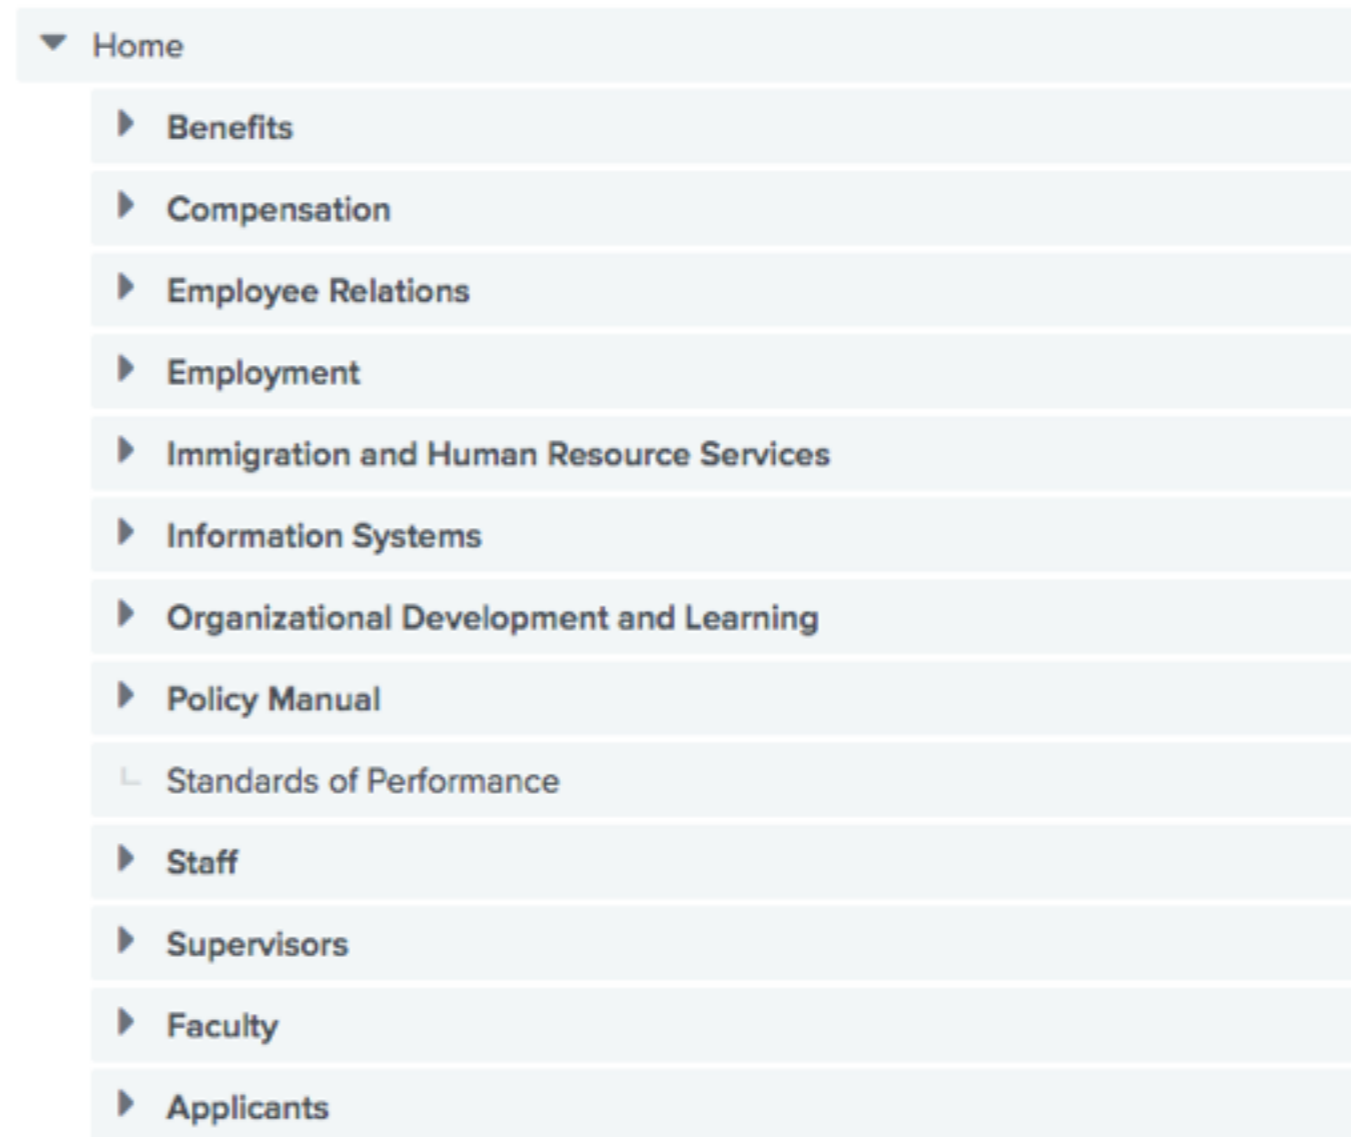 Home
Benefits
Compensation
Employee Relations
Employment
Immigration and Human Resource Services
Information Systems
Organizational Development and Learning
Policy Manual
Standards of Performance
Staff
Supervisors
Faculty
Applicants